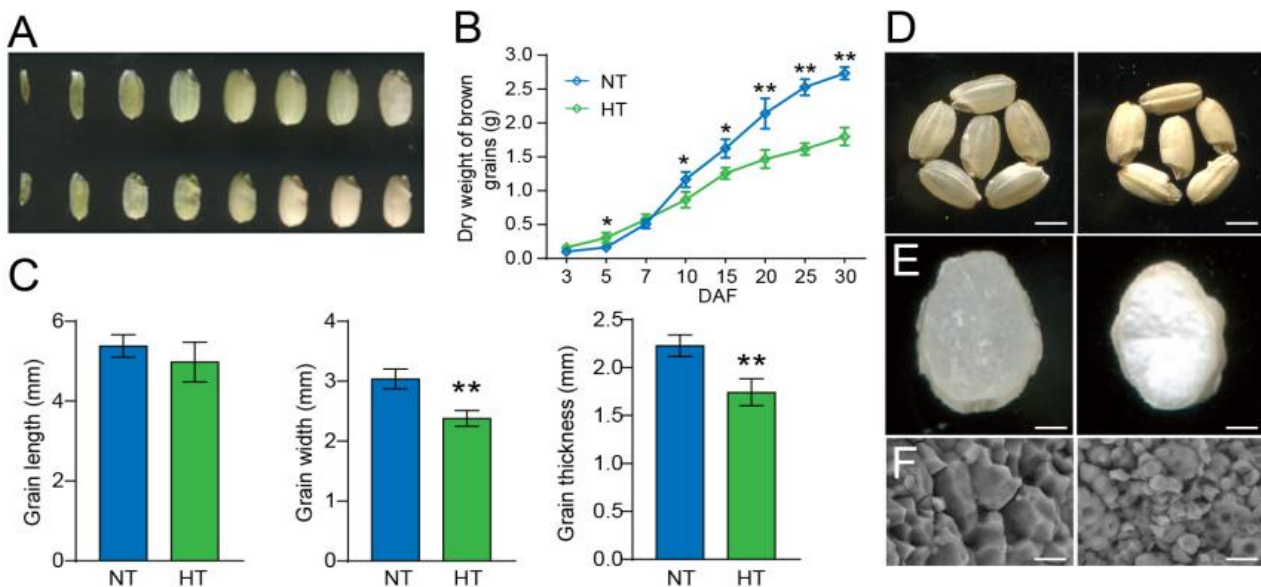 A
B
Dry weight of brown
grains (g)
3.0
2.5
2.0
1.5
1.0
0.5
0.0
NT
HT
*
*
*
**
**
**
3 5 7 10 15 20 25 30
DAF
C
Grain length (mm)
6
4
2
0
NT HT
Grain width (mm)
4
3
2
1
0
**
NT HT
Grain thickness (mm)
2.5
2.0
1.5
1.0
0.5
0.0
**
NT HT
D
E
F